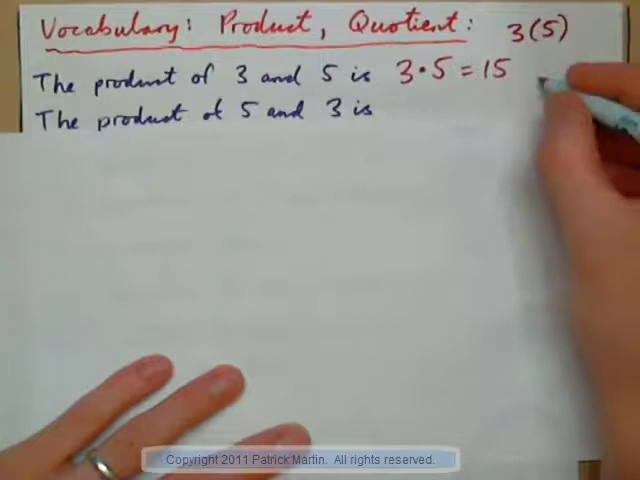 Vocabulary: Product, Quotient: 3(5)
The product of 3 and 5 is 3·5=15
The product of 5 and 3 is
Copyright 2011 Patrick Martin. All rights reserved.